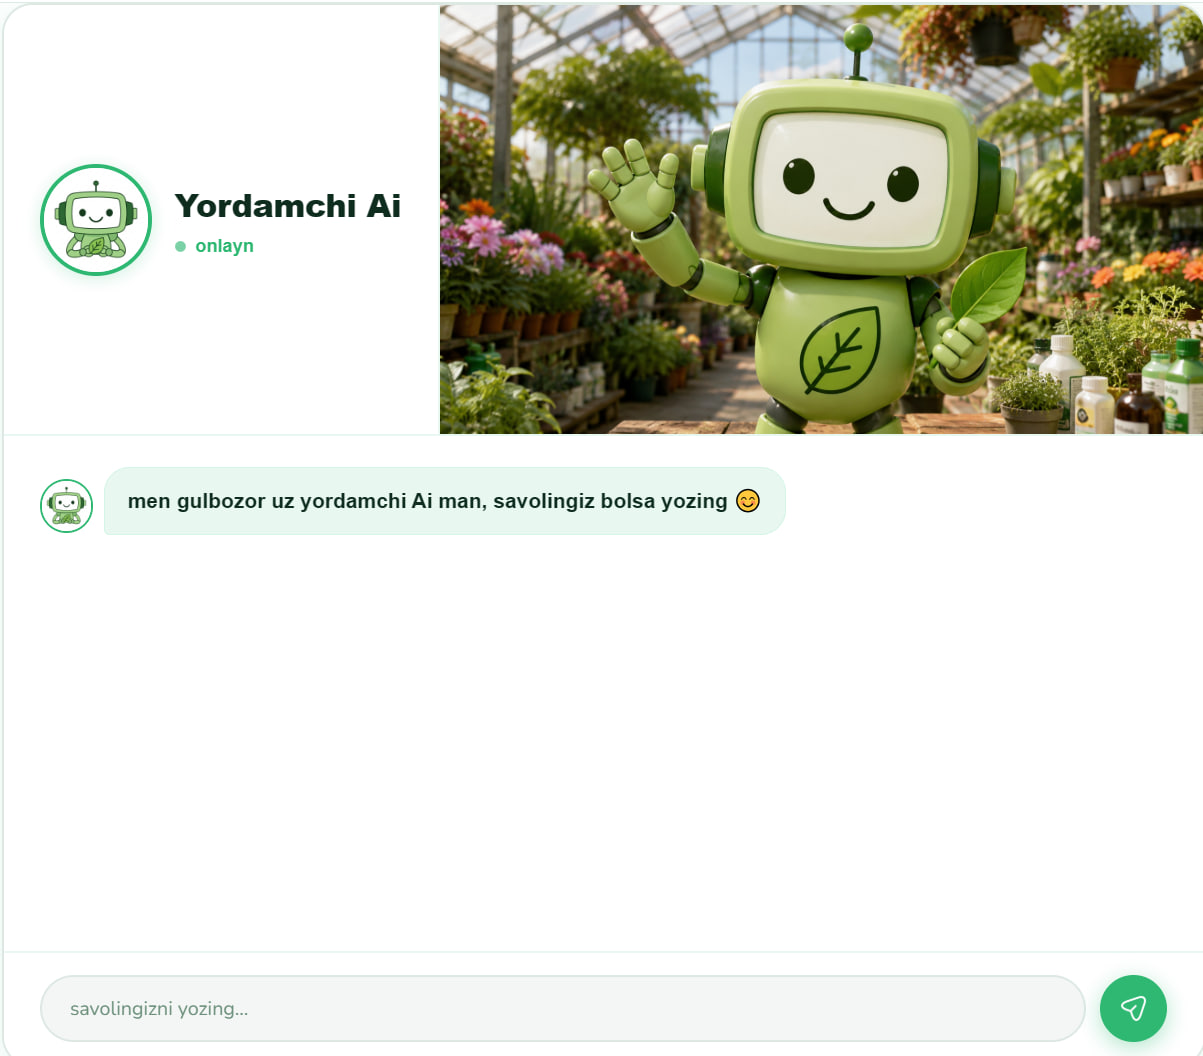 Yordamchi Ai
onlayn
men gulbozor uz yordamchi Ai man, savolingiz bolsa yozing 😊
savolingizni yozing...